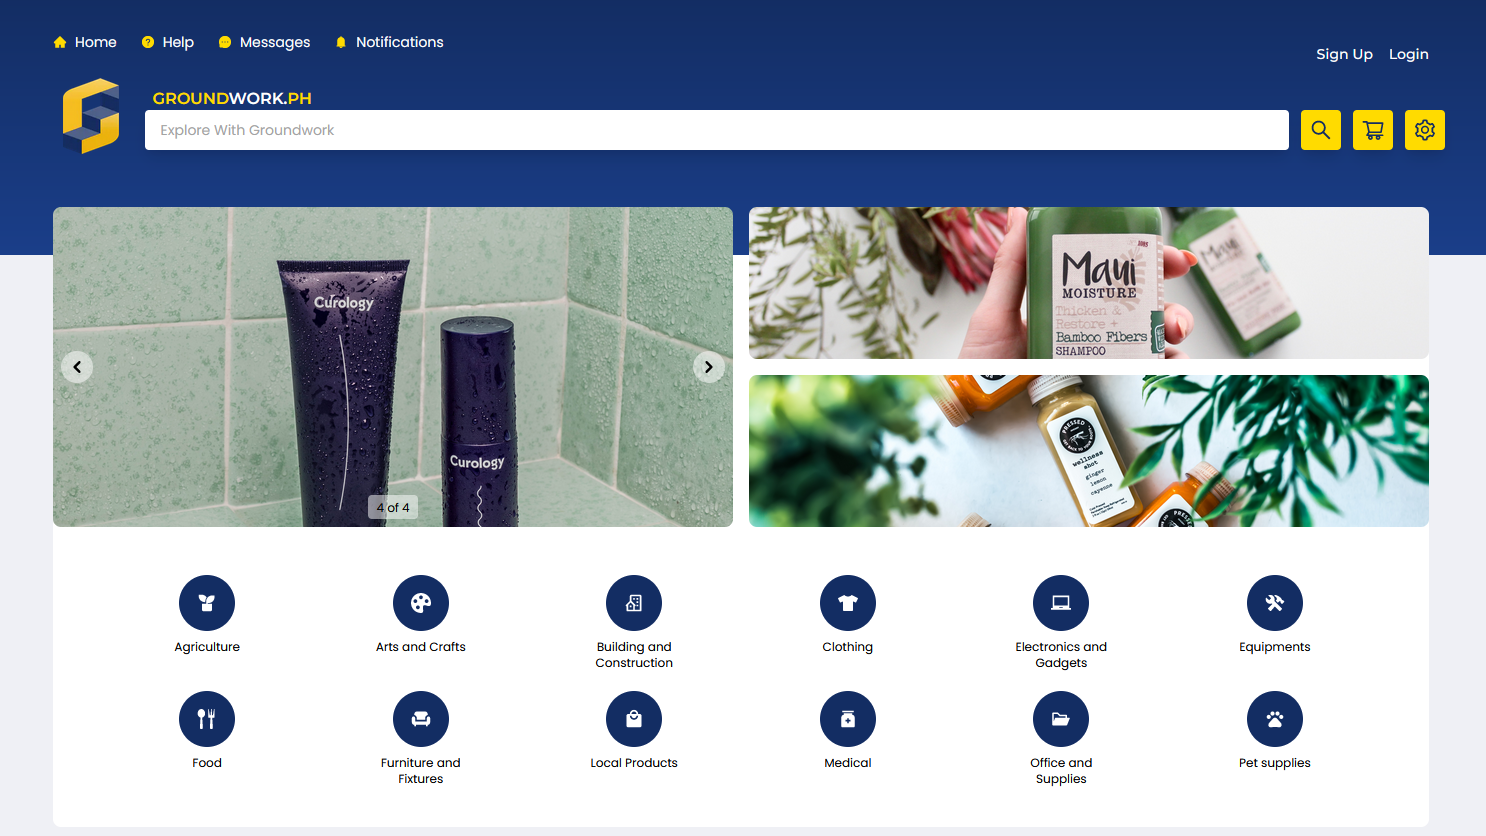 Home
Help
Messages
Notifications
Sign Up
Login
GROUNDWORK.PH
Explore With Groundwork
Curology
Curology
4 of 4
Maui
MOISTURE
Thicken &
Restore +
Bamboo Fibers
SHAMPOO
Maui
PRESSED
wellness
shot
ginger
lemon
cayenne
PRESSED
Agriculture
Arts and Crafts
Building and
Construction
Clothing
Electronics and
Gadgets
Equipments
Food
Furniture and
Fixtures
Local Products
Medical
Office and
Supplies
Pet supplies